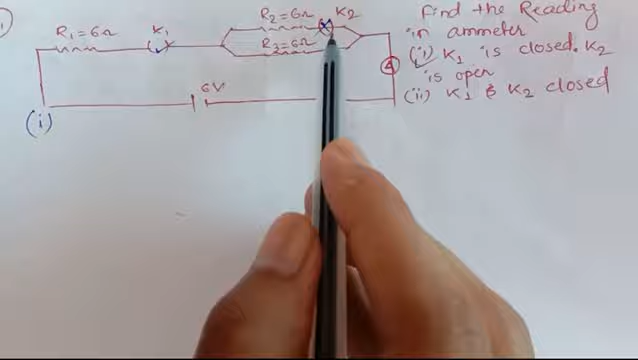 R₁=6Ω
K₁
R₂=6Ω
K₂
R₃=6Ω
6V
A
(i)
Find the Reading
in ammeter
(i) K₁ is closed. K₂
is open
(ii) K₁ & K₂ closed